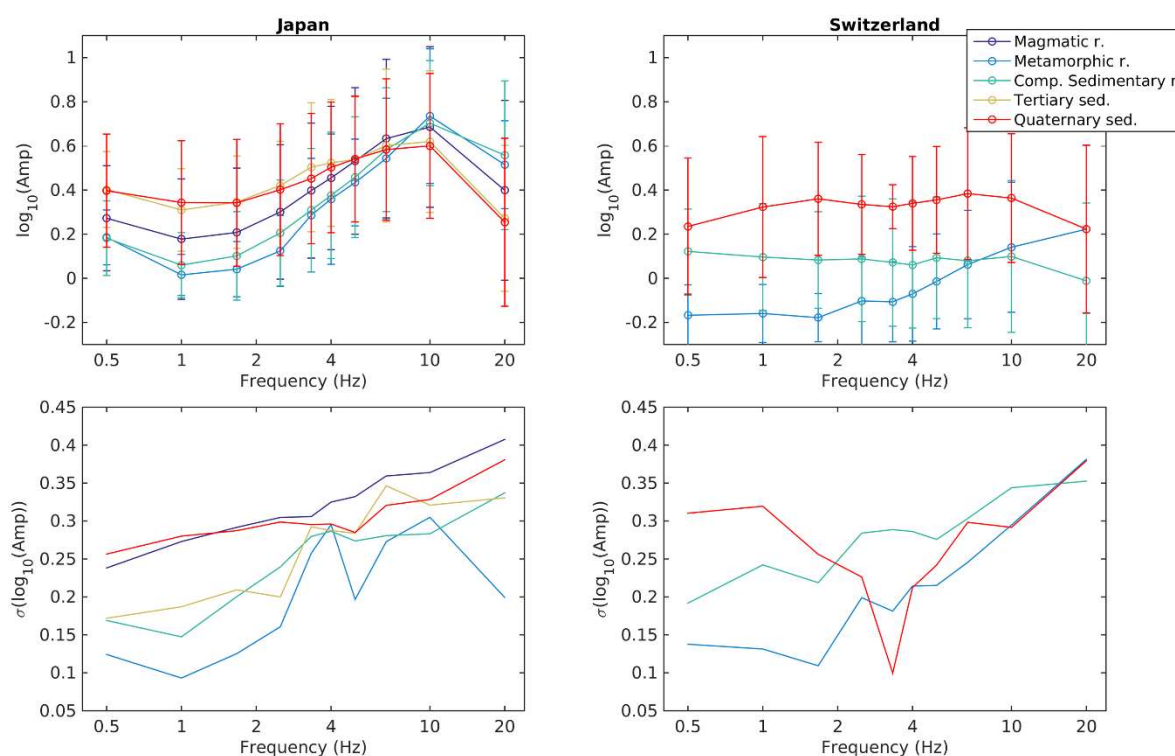 Japan
1
0.8
0.6
0.4
0.2
0
-0.2
log10(Amp)
0.5 1 2 4 10 20
Frequency (Hz)
Switzerland
1
0.8
0.6
0.4
0.2
0
-0.2
log10(Amp)
0.5 1 2 4 10 20
Frequency (Hz)
Magmatic r.
Metamorphic r.
Comp. Sedimentary r
Tertiary sed.
Quaternary sed.
0.45
0.4
0.35
0.3
0.25
0.2
0.15
0.1
0.05
σ(log10(Amp))
0.5 1 2 4 10 20
Frequency (Hz)
0.45
0.4
0.35
0.3
0.25
0.2
0.15
0.1
0.05
σ(log10(Amp))
0.5 1 2 4 10 20
Frequency (Hz)